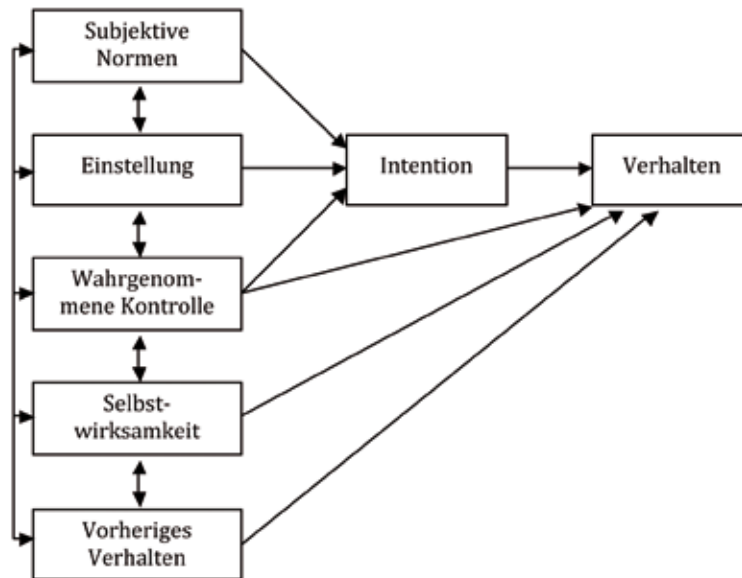 Subjektive
Normen
Einstellung
Intention
Verhalten
Wahrgenom-
mene Kontrolle
Selbst-
wirksamkeit
Vorheriges
Verhalten